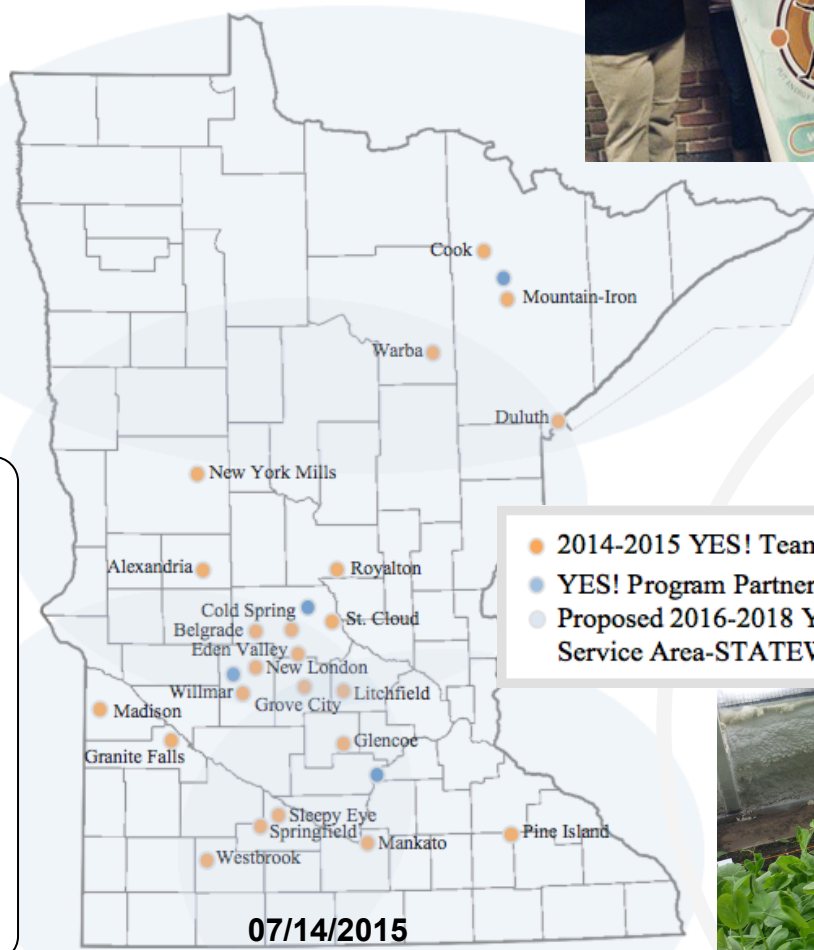 Cook
Mountain-Iron
Warba
Duluth
New York Mills
Alexandria
Royalton
Cold Spring
St. Cloud
Belgrade
Eden Valley
New London
Willmar
Grove City
Litchfield
Madison
Granite Falls
Glencoe
Sleepy Eye
Springfield
Mankato
Pine Island
Westbrook
2014-2015 YES! Team
YES! Program Partner
Proposed 2016-2018 Y
Service Area-STATEW
07/14/2015